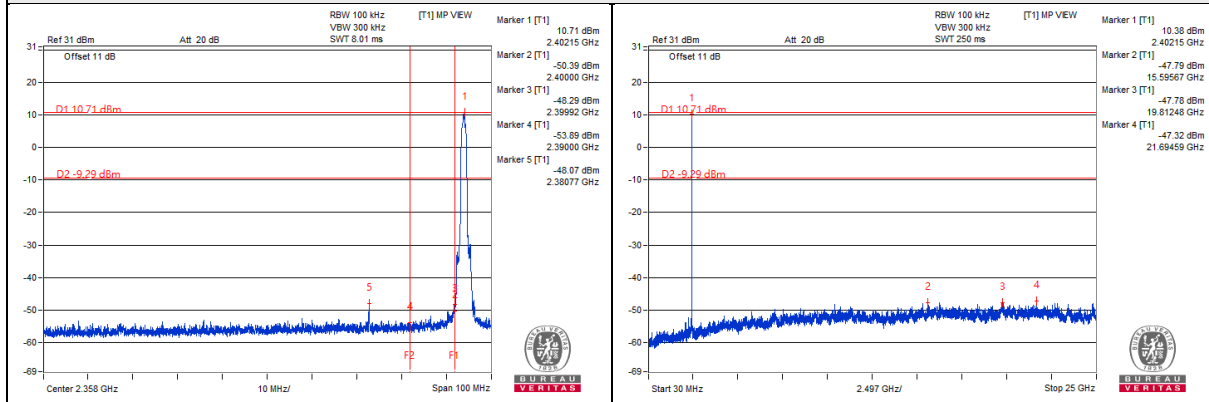 RBW 100 kHz [T1] MP VIEW
VBW 300 kHz
Ref 31 dBm Att 20 dB SWT 8.01 ms
Marker 1 [T1]
10.71 dBm
2.40215 GHz
Marker 2 [T1]
-50.39 dBm
2.40000 GHz
Marker 3 [T1]
-48.29 dBm
2.39992 GHz
Marker 4 [T1]
-53.89 dBm
2.39000 GHz
Marker 5 [T1]
-48.07 dBm
2.38077 GHz
31
Offset 11 dB
20
D1 10.71 dBm
1
10
0
D2 -9.29 dBm
-10
-20
-30
-40
5
3
2
4
-50
-60
F2 F1
-69
Center 2.358 GHz 10 MHz/ Span 100 MHz
BUREAU VERITAS
1828
BUREAU
VERITAS
RBW 100 kHz [T1] MP VIEW
VBW 300 kHz
Ref 31 dBm Att 20 dB SWT 250 ms
Marker 1 [T1]
10.38 dBm
2.40215 GHz
Marker 2 [T1]
-47.79 dBm
15.59567 GHz
Marker 3 [T1]
-47.78 dBm
19.81248 GHz
Marker 4 [T1]
-47.32 dBm
21.69459 GHz
31
Offset 11 dB
20
1
D1 10.71 dBm
10
0
D2 -9.29 dBm
-10
-20
-30
-40
2
3
4
-50
-60
-69
Start 30 MHz 2.497 GHz/ Stop 25 GHz
BUREAU VERITAS
1828
BUREAU
VERITAS